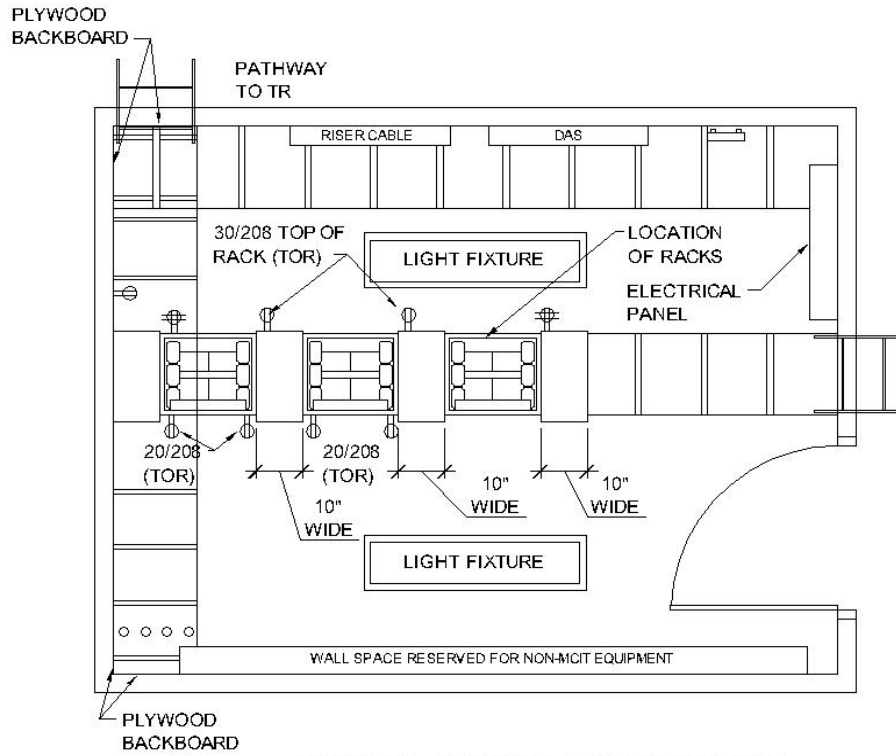 PLYWOOD
BACKBOARD
PATHWAY
TO TR
RISER CABLE
DAS
30/208 TOP OF
RACK (TOR)
LIGHT FIXTURE
LOCATION
OF RACKS
ELECTRICAL
PANEL
20/208
(TOR)
20/208
(TOR)
10"
WIDE
10"
WIDE
10"
WIDE
LIGHT FIXTURE
WALL SPACE RESERVED FOR NON-MCIT EQUIPMENT
PLYWOOD
BACKBOARD